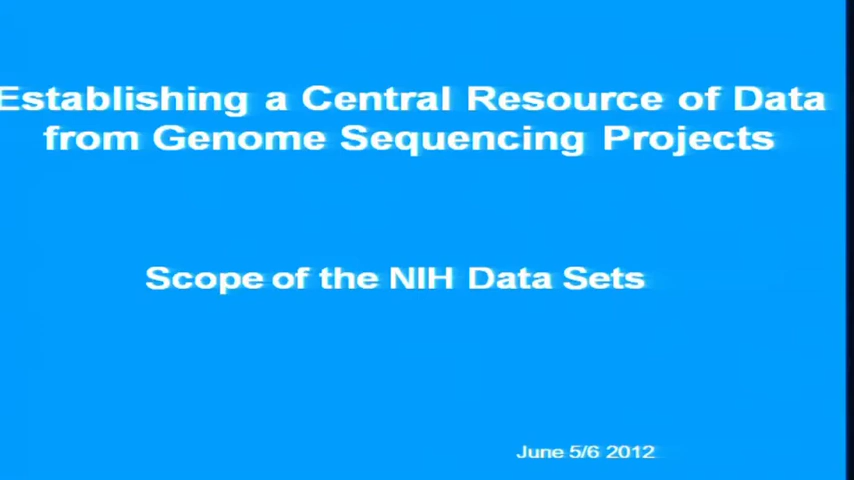 Establishing a Central Resource of Data
from Genome Sequencing Projects
Scope of the NIH Data Sets
June 5/6 2012